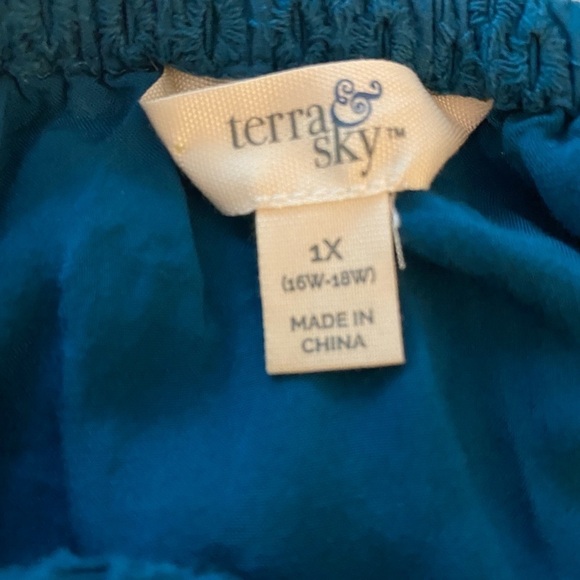 terra &
sky™
1X
(16W-18W)
MADE IN
CHINA